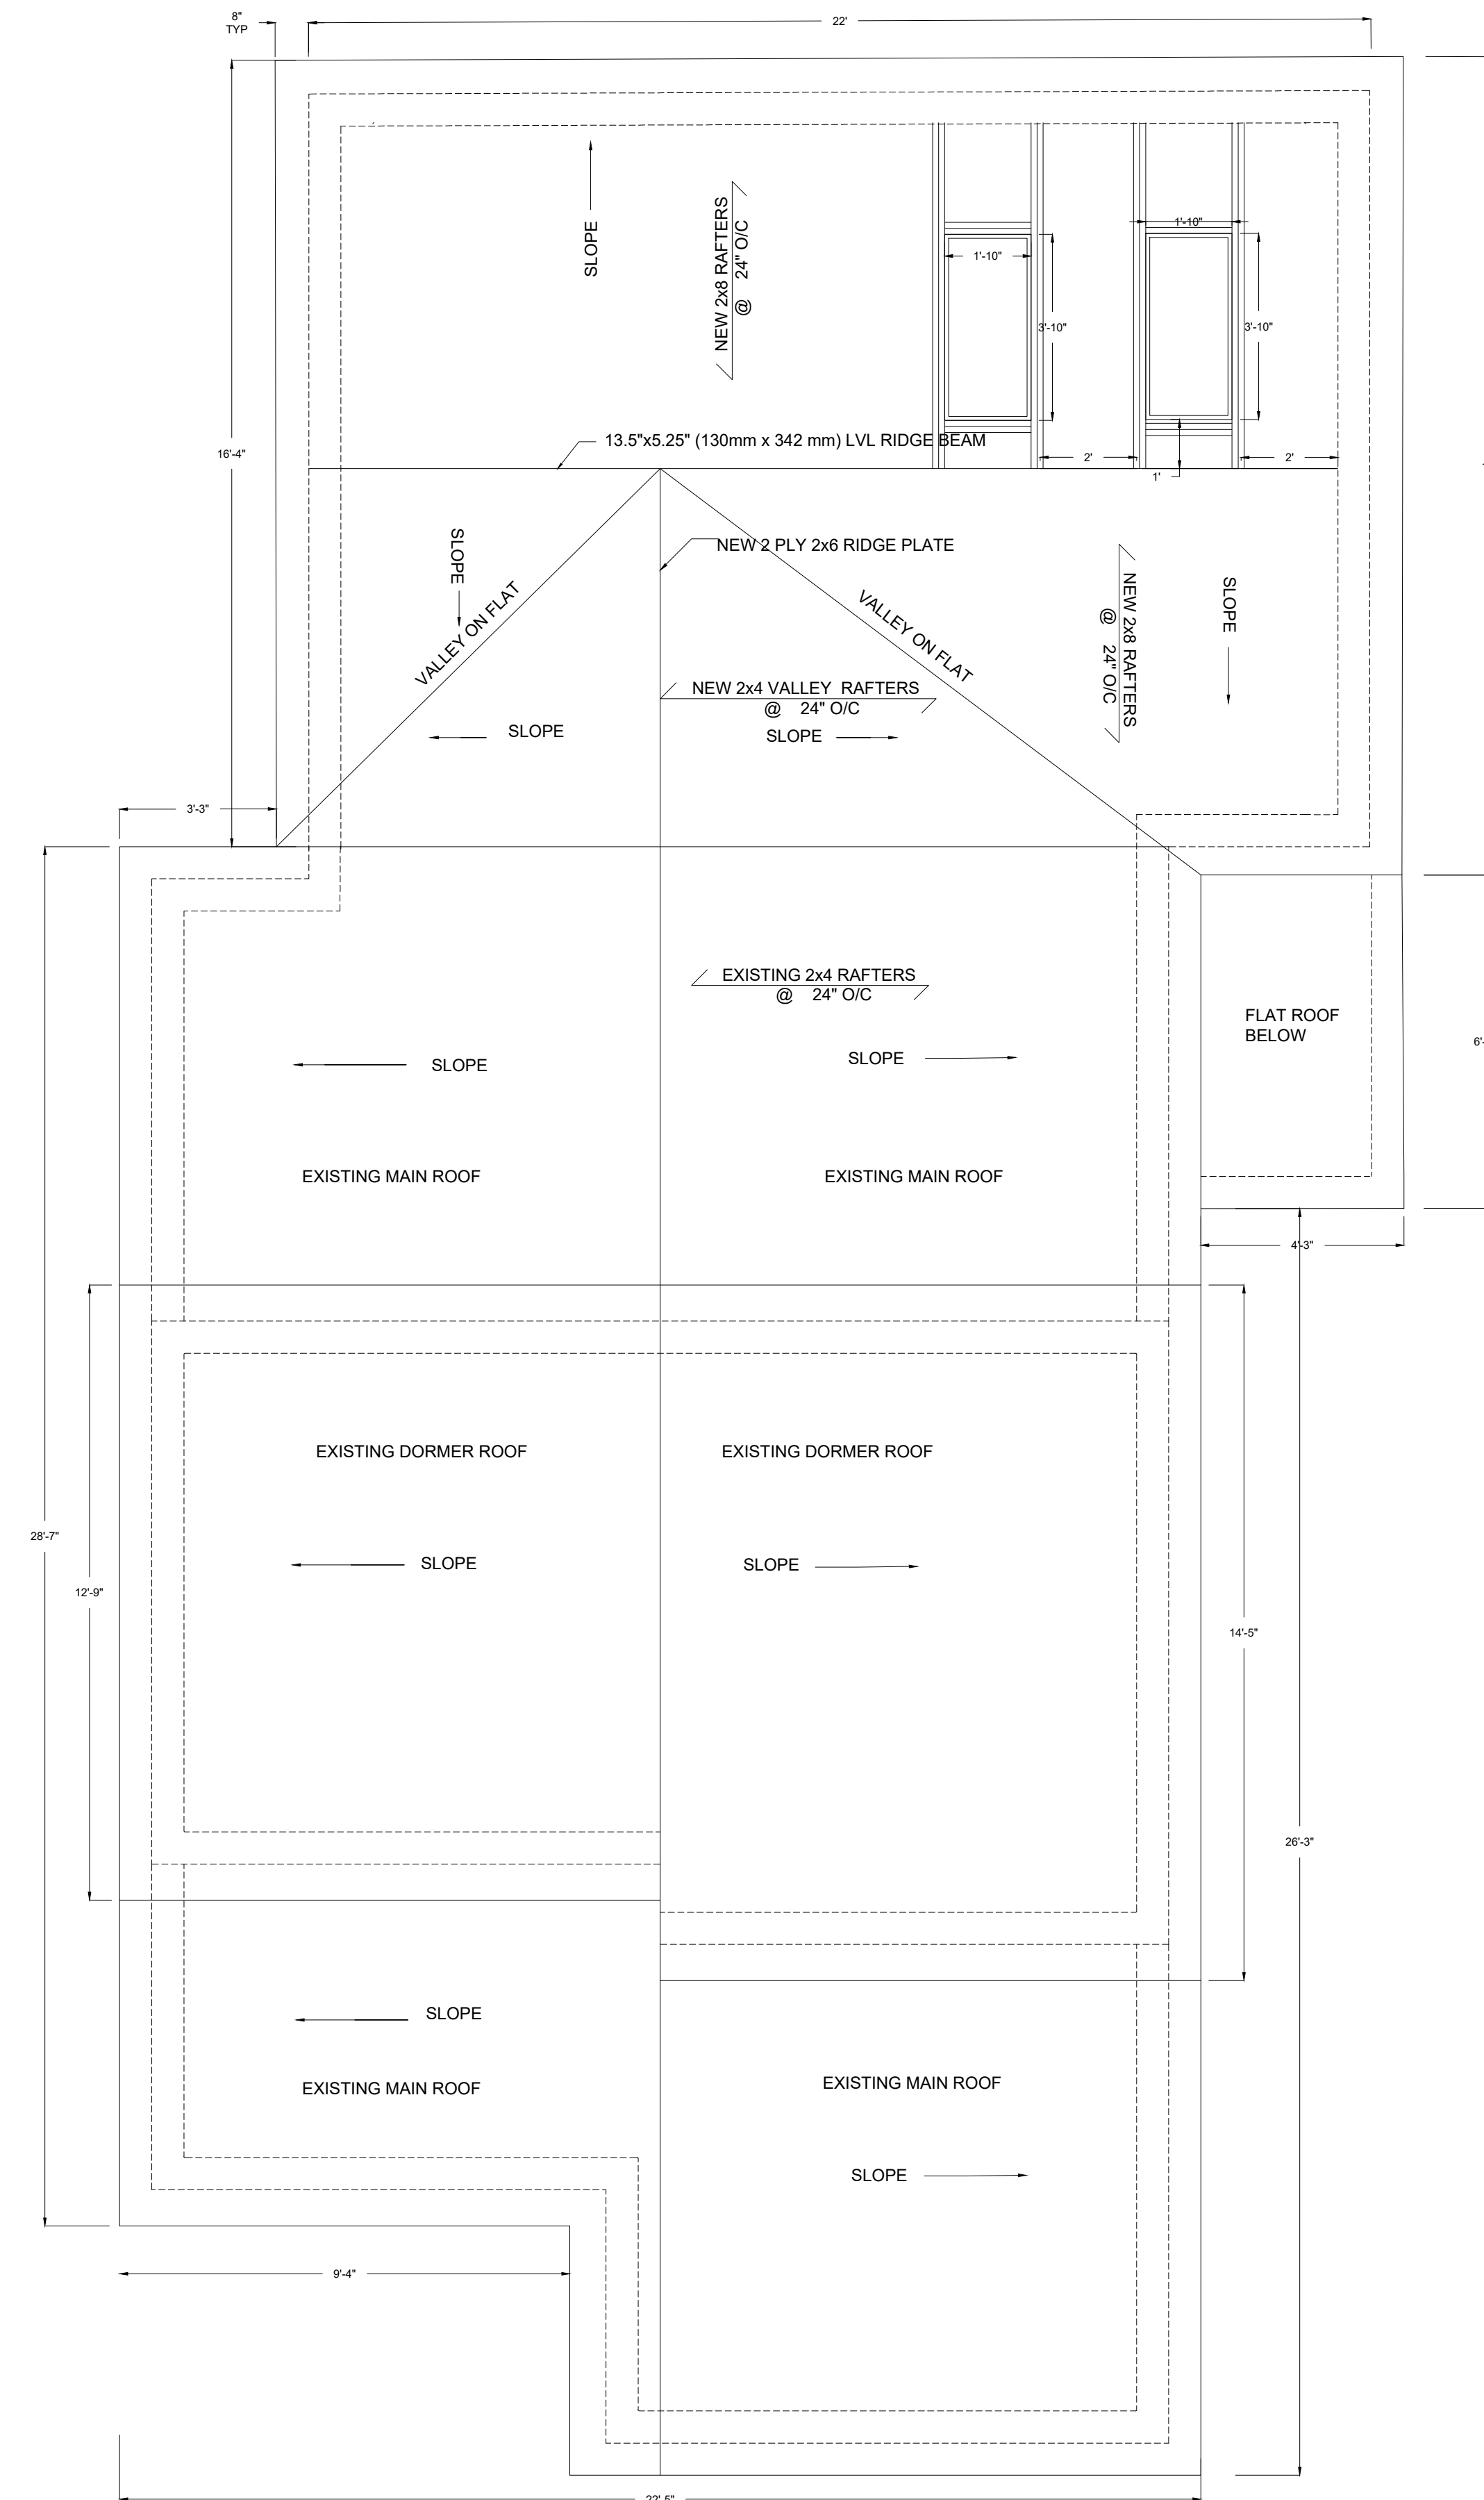 8"
TYP
22'
SLOPE
NEW 2x8 RAFTERS
@ 24" O/C
1'-10"
1'-10"
3'-10"
3'-10"
16'-4"
13.5"x5.25" (130mm x 342 mm) LVL RIDGE BEAM
2'
2'
1'
SLOPE
NEW 2 PLY 2x6 RIDGE PLATE
VALLEY ON FLAT
VALLEY ON FLAT
NEW 2x8 RAFTERS
@ 24" O/C
SLOPE
NEW 2x4 VALLEY RAFTERS
@ 24" O/C
SLOPE
SLOPE
3'-3"
EXISTING 2x4 RAFTERS
@ 24" O/C
FLAT ROOF
BELOW
SLOPE
SLOPE
EXISTING MAIN ROOF
EXISTING MAIN ROOF
4'-3"
EXISTING DORMER ROOF
EXISTING DORMER ROOF
28'-7"
SLOPE
SLOPE
12'-9"
14'-5"
26'-3"
SLOPE
EXISTING MAIN ROOF
EXISTING MAIN ROOF
SLOPE
9'-4"
22'-5"